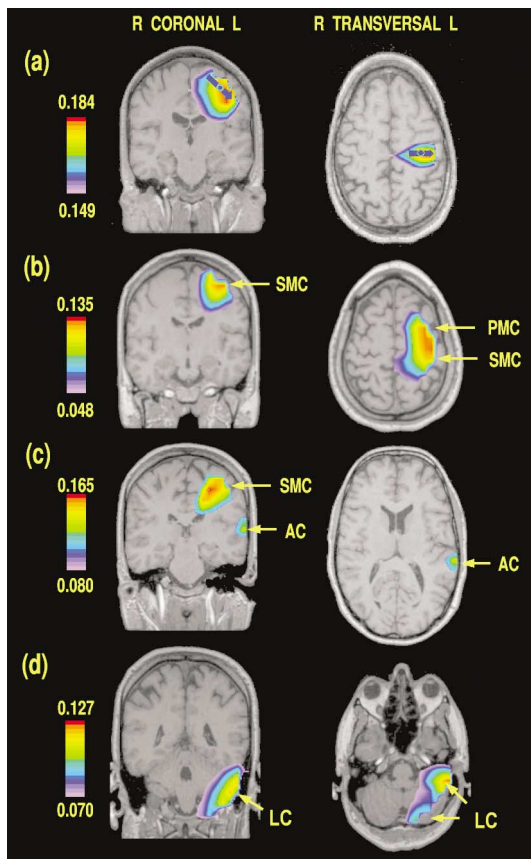 R CORONAL L
R TRANSVERSAL L
(a)
0.184
0.149
(b)
0.135
0.048
SMC
PMC
SMC
(c)
0.165
0.080
SMC
AC
AC
(d)
0.127
0.070
LC
LC